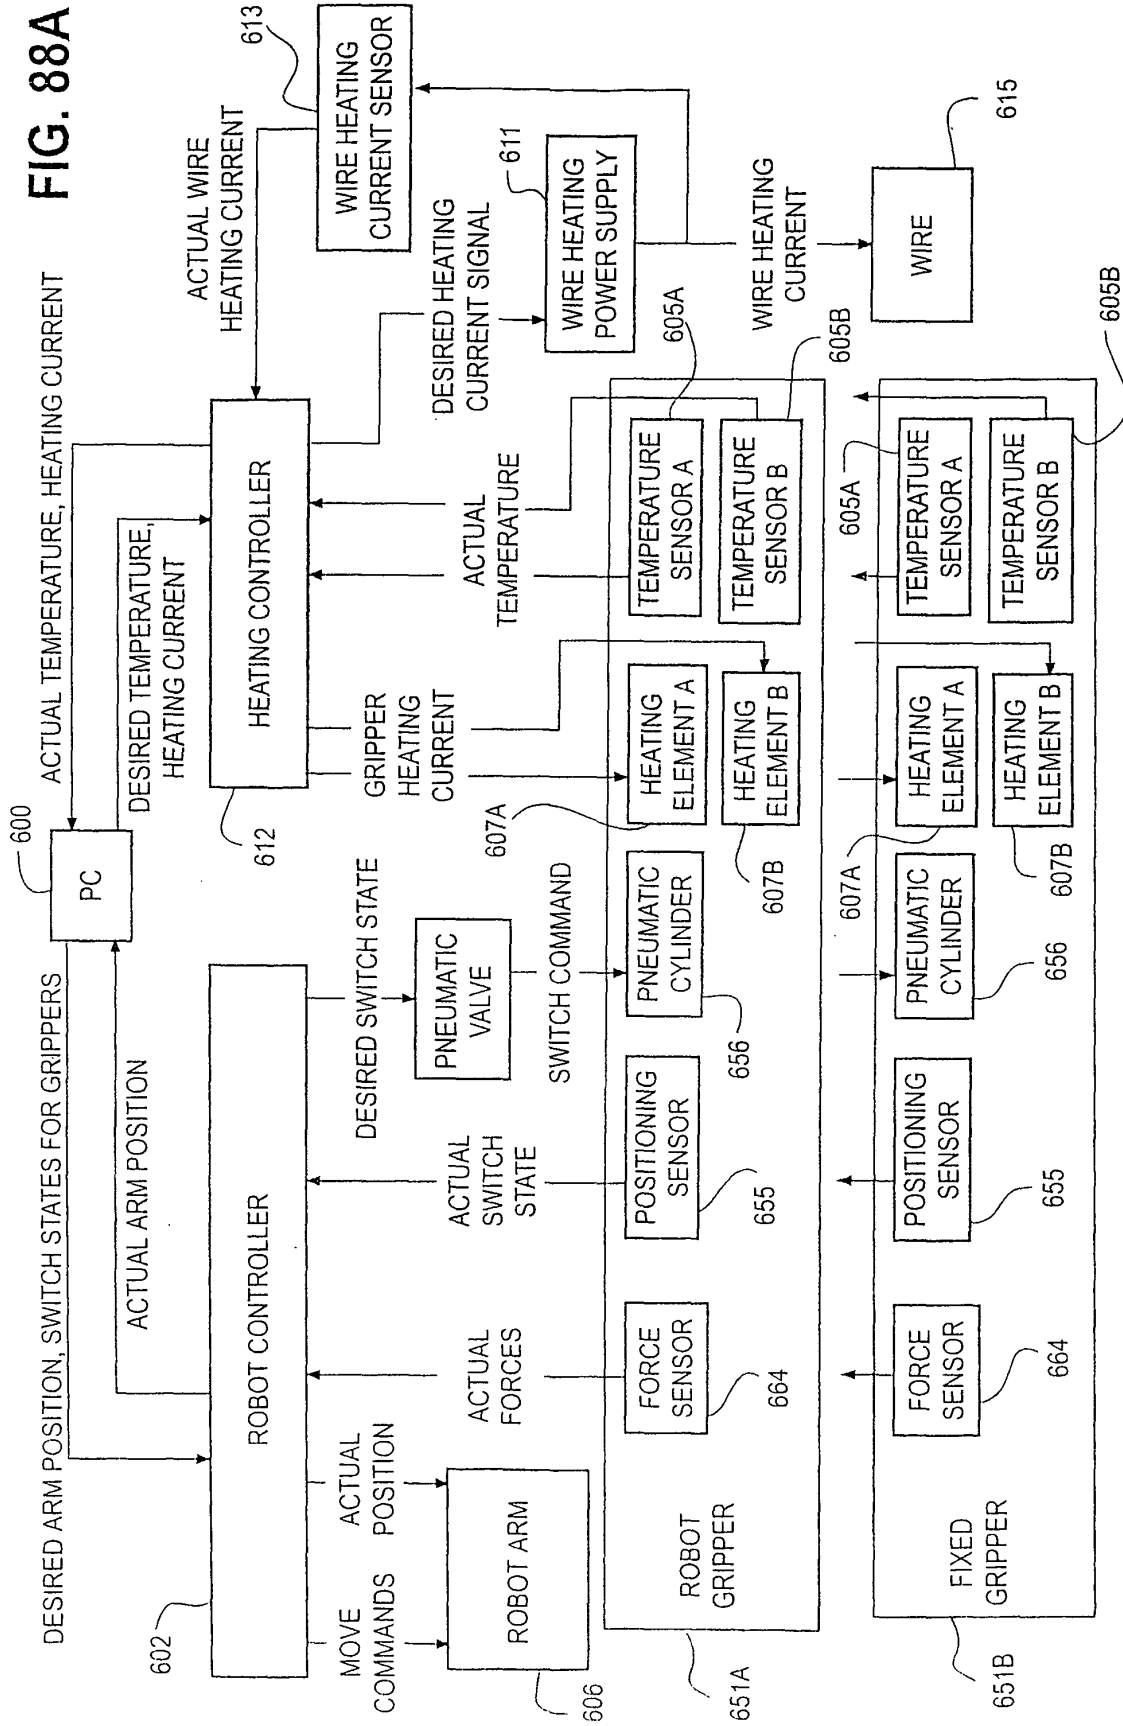 FIG. 88A
DESIRED ARM POSITION, SWITCH STATES FOR GRIPPERS
ACTUAL ARM POSITION
600
PC
ACTUAL TEMPERATURE, HEATING CURRENT
DESIRED TEMPERATURE,
HEATING CURRENT
602
ROBOT CONTROLLER
612
HEATING CONTROLLER
ACTUAL WIRE
HEATING CURRENT
613
WIRE HEATING
CURRENT SENSOR
MOVE
COMMANDS
ACTUAL
POSITION
ACTUAL
FORCES
ACTUAL
SWITCH
STATE
DESIRED SWITCH STATE
PNEUMATIC
VALVE
SWITCH COMMAND
GRIPPER
HEATING
CURRENT
ACTUAL
TEMPERATURE
DESIRED HEATING
CURRENT SIGNAL
611
WIRE HEATING
POWER SUPPLY
WIRE HEATING
CURRENT
615
WIRE
ROBOT ARM
606
651A
ROBOT
GRIPPER
FORCE
SENSOR
664
POSITIONING
SENSOR
655
PNEUMATIC
CYLINDER
656
607A
HEATING
ELEMENT A
607B
HEATING
ELEMENT B
605A
TEMPERATURE
SENSOR A
605B
TEMPERATURE
SENSOR B
651B
FIXED
GRIPPER
FORCE
SENSOR
664
POSITIONING
SENSOR
655
PNEUMATIC
CYLINDER
656
607A
HEATING
ELEMENT A
607B
HEATING
ELEMENT B
605A
TEMPERATURE
SENSOR A
605B
TEMPERATURE
SENSOR B